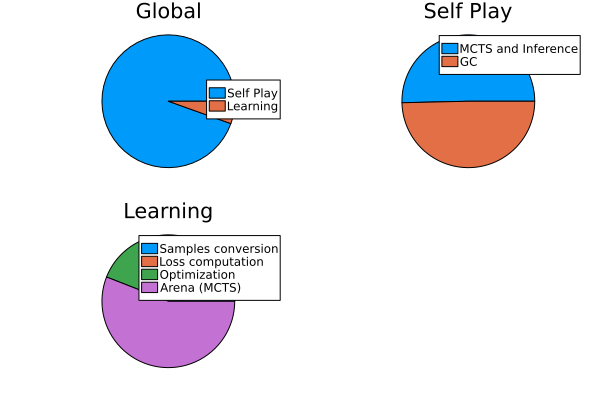 Global
Self Play
Learning
Self Play
MCTS and Inference
GC
Learning
Samples conversion
Loss computation
Optimization
Arena (MCTS)